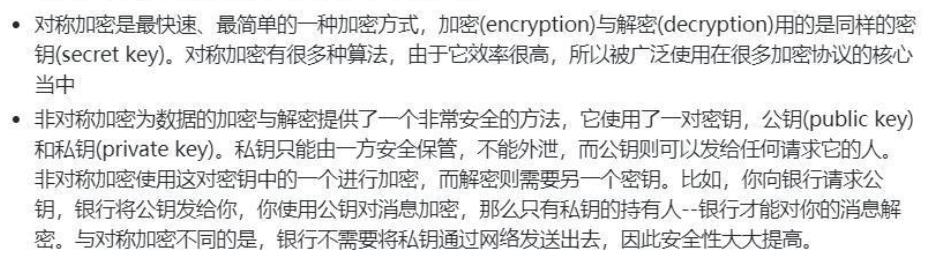 • 对称加密是最快速、最简单的一种加密方式，加密(encryption)与解密(decryption)用的是同样的密
钥(secret key)。对称加密有很多种算法，由于它效率很高，所以被广泛使用在很多加密协议的核心
当中
• 非对称加密为数据的加密与解密提供了一个非常安全的方法，它使用了一对密钥，公钥(public key)
和私钥(private key)。私钥只能由一方安全保管，不能外泄，而公钥则可以发给任何请求它的人。
非对称加密使用这对密钥中的一个进行加密，而解密则需要另一个密钥。比如，你向银行请求公
钥，银行将公钥发给你，你使用公钥对消息加密，那么只有私钥的持有人--银行才能对你的消息解
密。与对称加密不同的是，银行不需要将私钥通过网络发送出去，因此安全性大大提高。